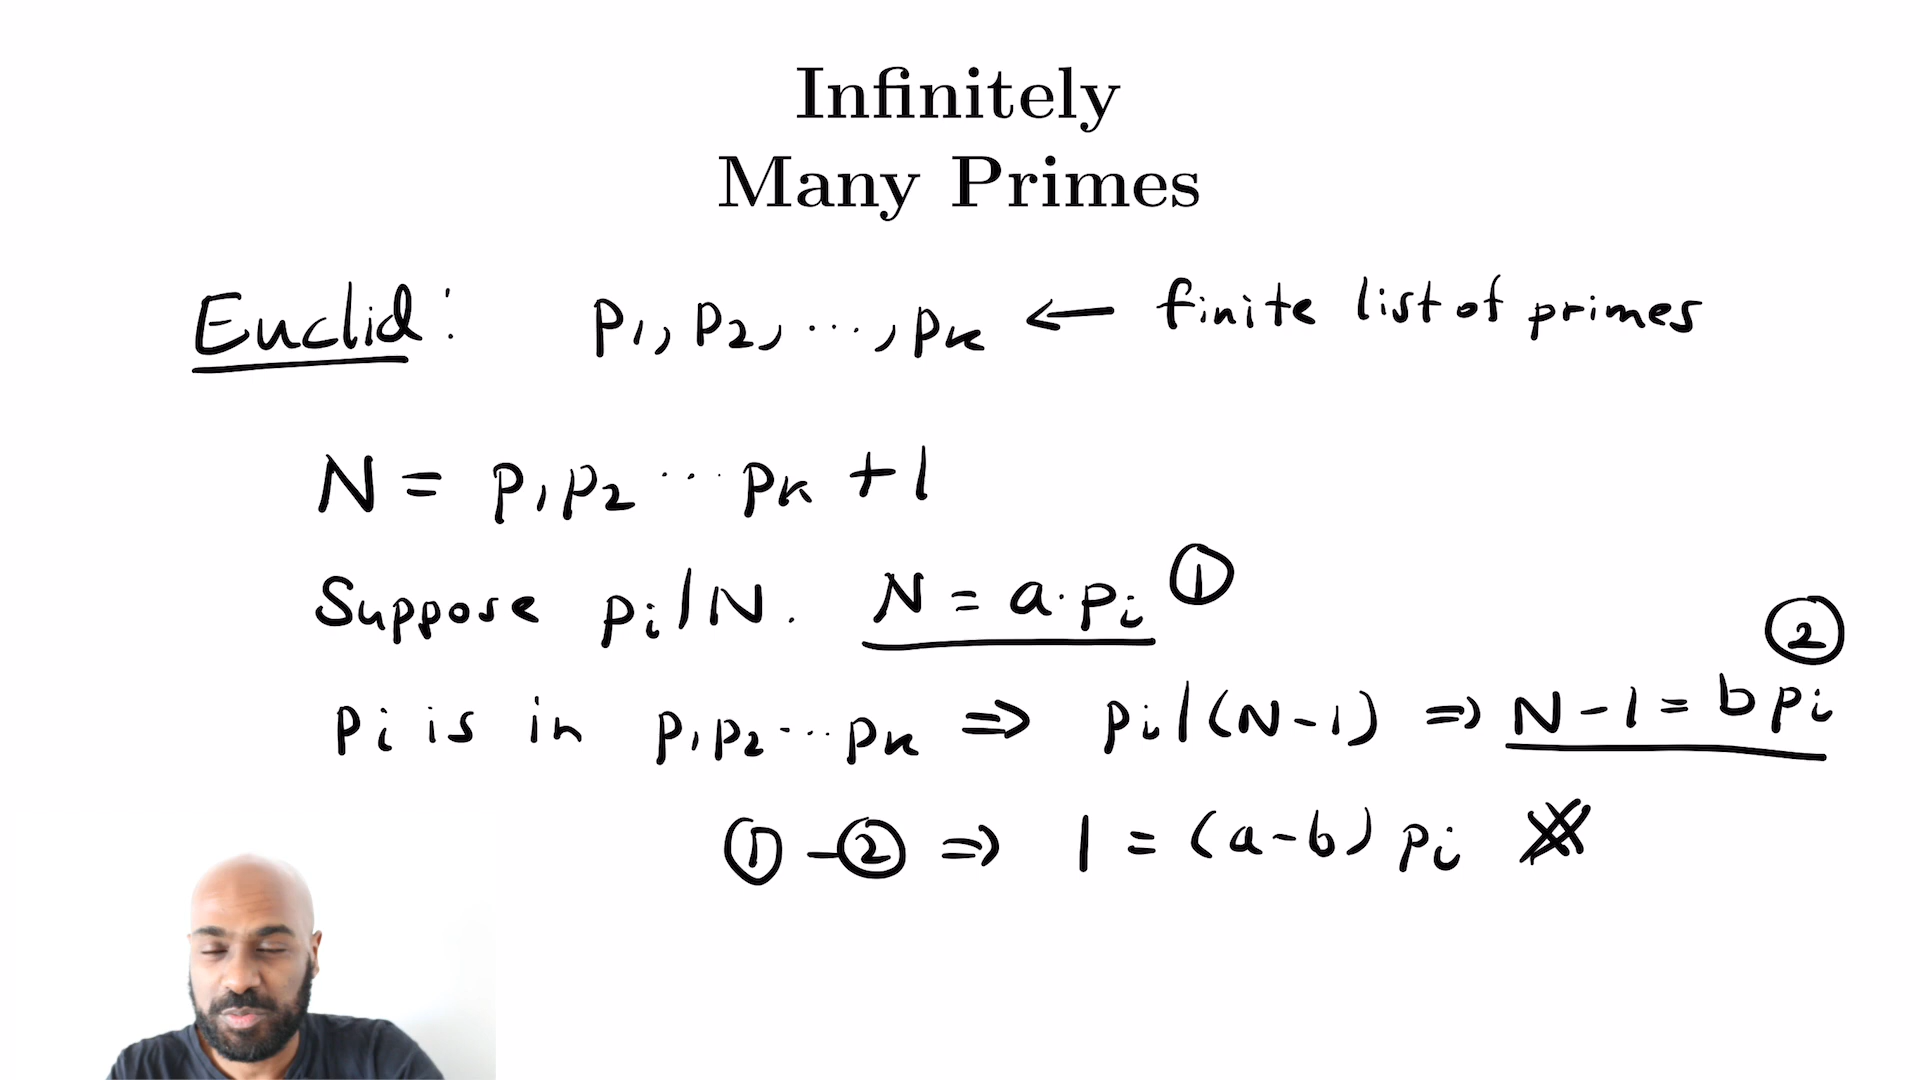 Infinitely
Many Primes
Euclid: p₁, p₂, ..., pₖ ← finite list of primes
N = p₁p₂ ... pₖ + 1
Suppose pᵢ | N. N = a·pᵢ ①
②
pᵢ is in p₁p₂...pₖ ⇒ pᵢ | (N-1) ⇒ N-1 = bpᵢ
① - ② ⇒ 1 = (a-b) pᵢ ※